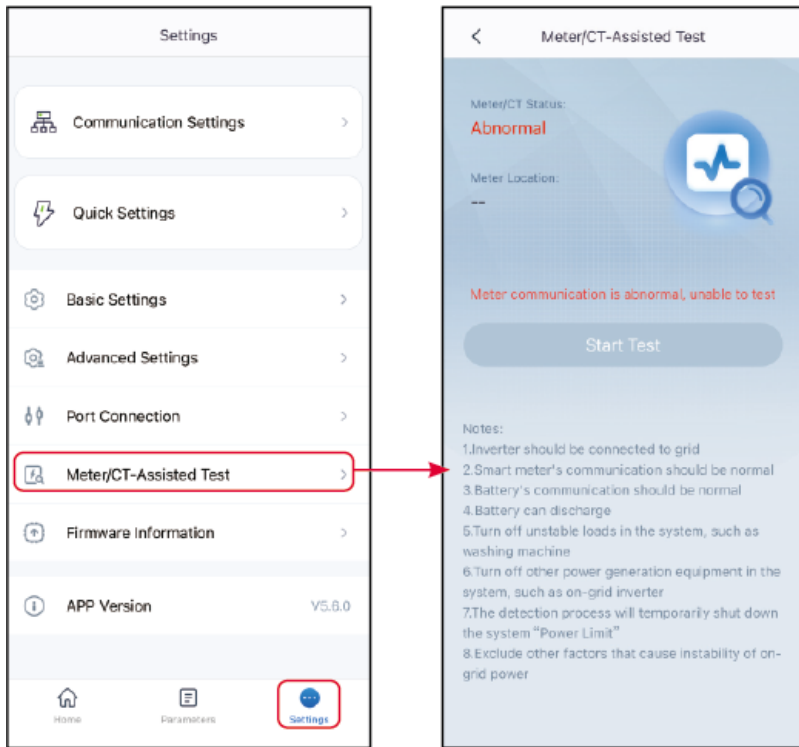 Settings
Communication Settings
Quick Settings
Basic Settings
Advanced Settings
Port Connection
Meter/CT-Assisted Test
Firmware Information
APP Version V5.6.0
Home Parameters Settings
Meter/CT-Assisted Test
Meter/CT Status:
Abnormal
Meter Location:
--
Meter communication is abnormal, unable to test
Start Test
Notes:
1.Inverter should be connected to grid
2.Smart meter's communication should be normal
3.Battery's communication should be normal
4.Battery can discharge
5.Turn off unstable loads in the system, such as
washing machine
6.Turn off other power generation equipment in the
system, such as on-grid inverter
7.The detection process will temporarily shut down
the system "Power Limit"
8.Exclude other factors that cause instability of on-
grid power